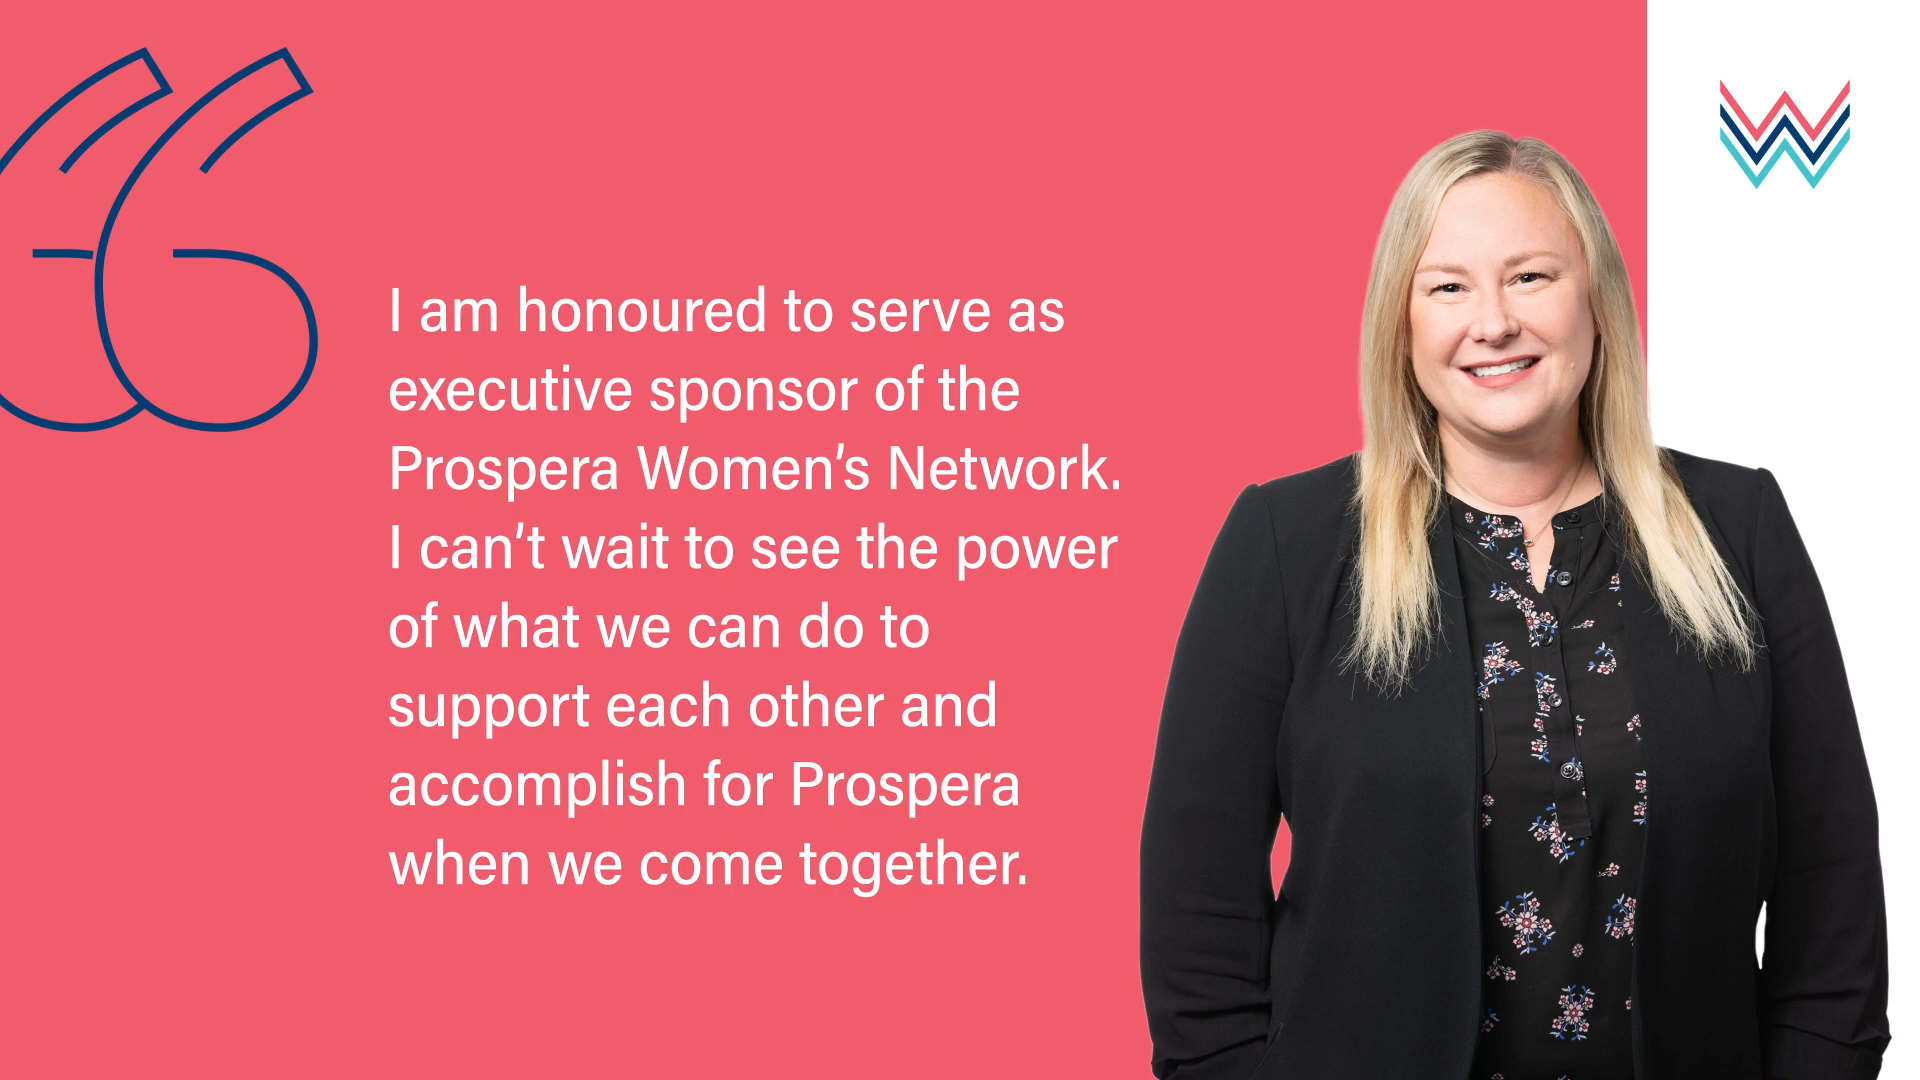 I am honoured to serve as
executive sponsor of the
Prospera Women’s Network.
I can’t wait to see the power
of what we can do to
support each other and
accomplish for Prospera
when we come together.